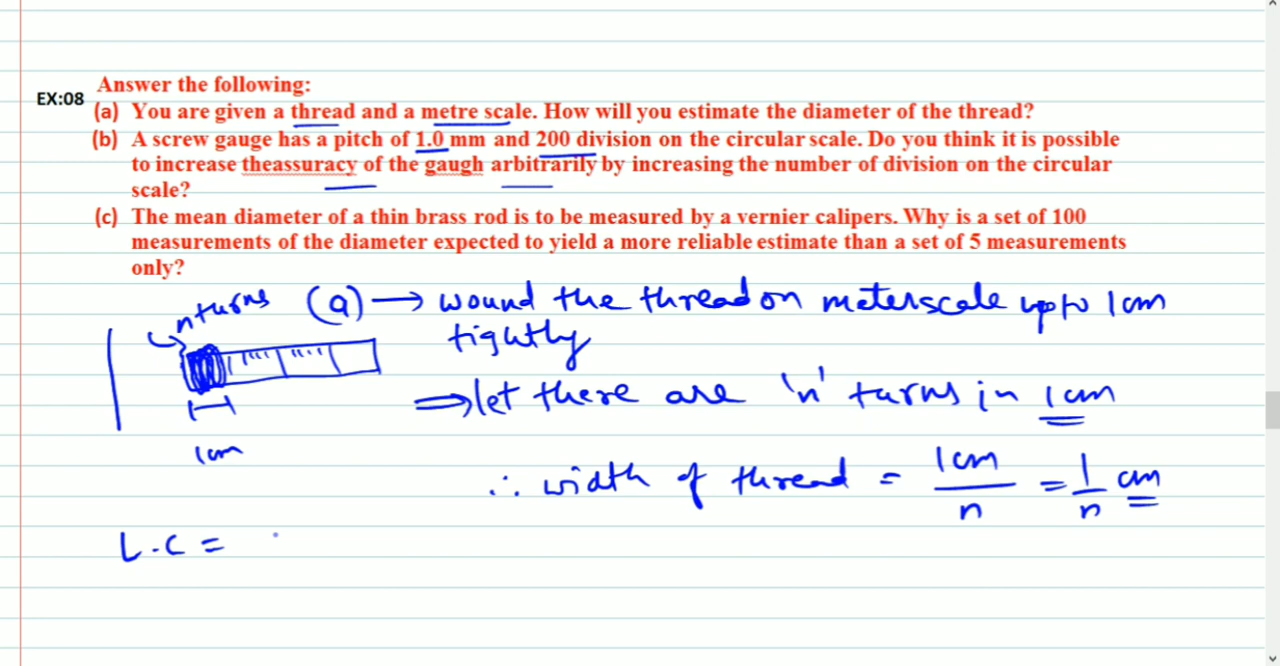 Answer the following:
EX:08
(a) You are given a thread and a metre scale. How will you estimate the diameter of the thread?
(b) A screw gauge has a pitch of 1.0 mm and 200 division on the circular scale. Do you think it is possible
to increase theassuracy of the gaugh arbitrarily by increasing the number of division on the circular
scale?
(c) The mean diameter of a thin brass rod is to be measured by a vernier calipers. Why is a set of 100
measurements of the diameter expected to yield a more reliable estimate than a set of 5 measurements
only?
n turns (a) → wound the thread on meterscale upto 1cm
tightly
⇒ let there are 'n' turns in 1cm
1cm
∴ width of thread = 1cm/n = 1/n cm
L.C =